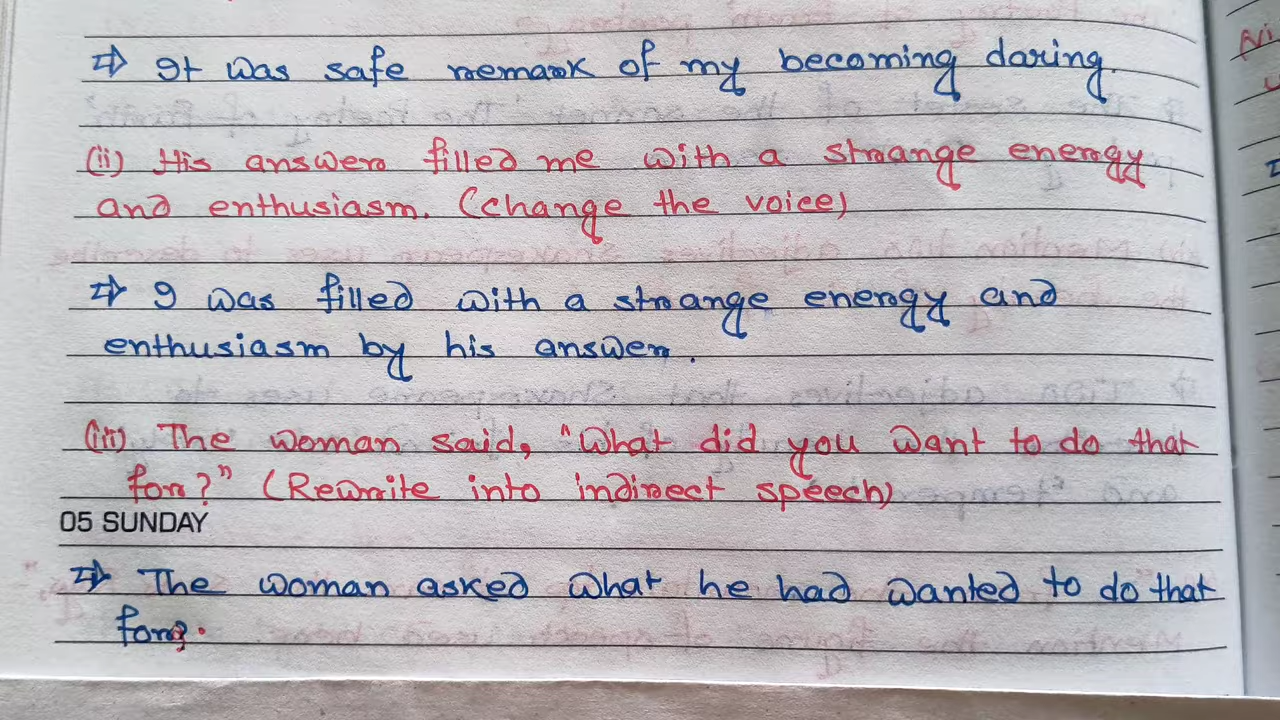 ⇒ It was safe remark of my becoming daring.
(ii) His answer filled me with a strange energy
and enthusiasm. (change the voice)
⇒ I was filled with a strange energy and
enthusiasm by his answer.
(iii) The woman said, "What did you want to do that
for?" (Rewrite into indirect speech)
05 SUNDAY
⇒ The woman asked what he had wanted to do that
for.